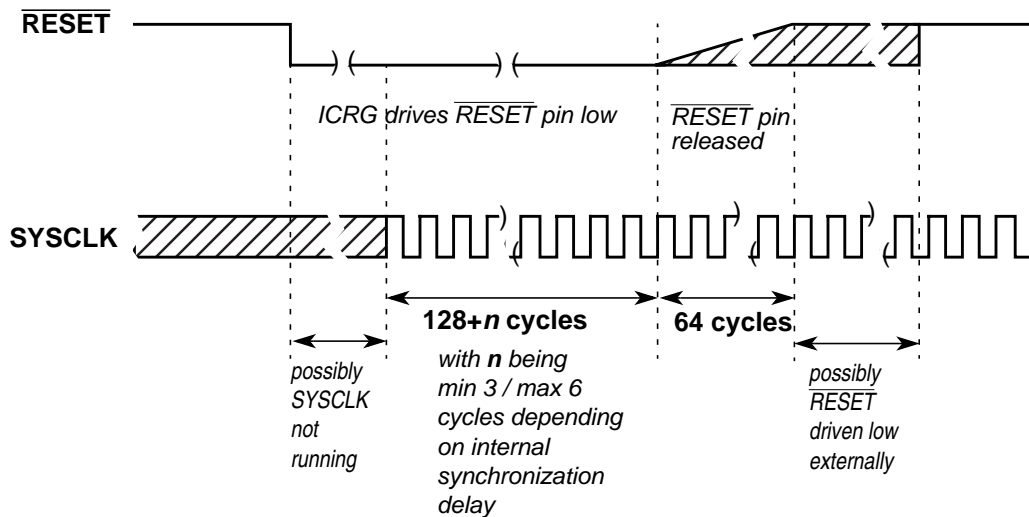 RESET
ICRG drives RESET pin low
RESET pin
released
SYSCLK
128+n cycles
with n being
min 3 / max 6
cycles depending
on internal
synchronization
delay
64 cycles
possibly
SYSCLK
not
running
possibly
RESET
driven low
externally